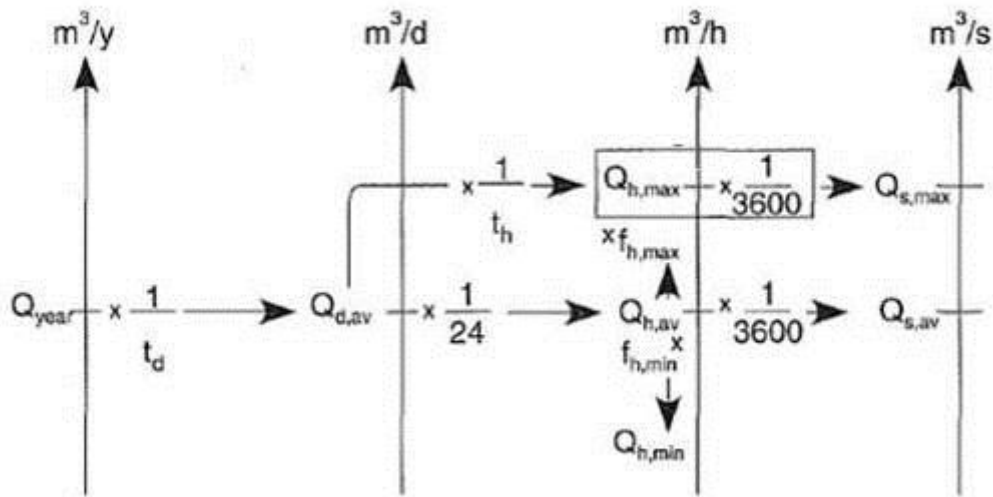 m³/y m³/d m³/h m³/s
x 1/t_h Q_h,max x 1/3600 Q_s,max
x f_h,max
Q_year x 1/t_d Q_d,av x 1/24 Q_h,av x 1/3600 Q_s,av
f_h,min x
Q_h,min